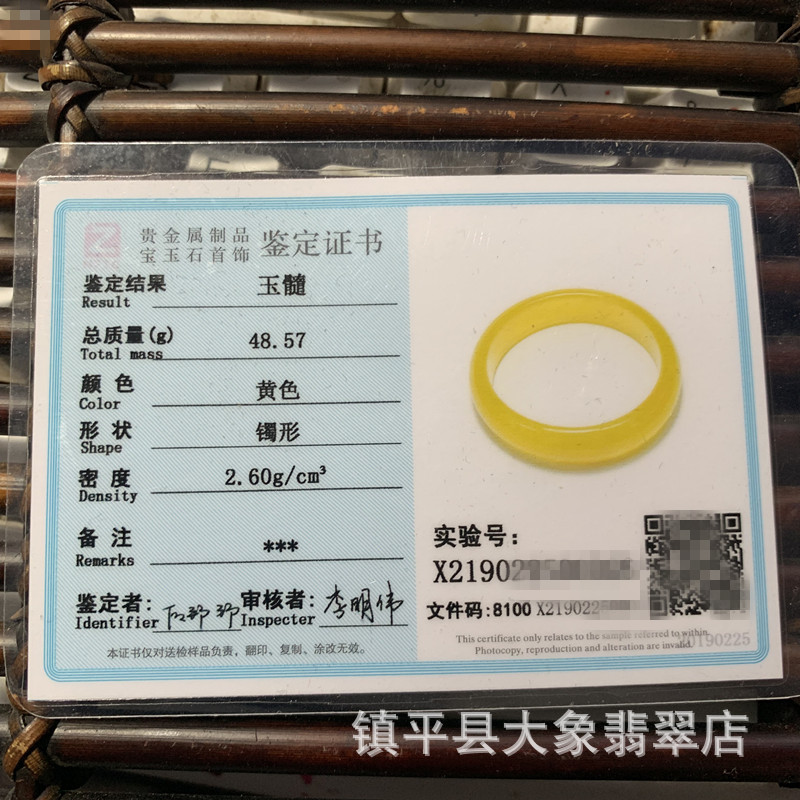 贵金属制品
宝玉石首饰 鉴定证书
鉴定结果 玉髓
Result
总质量(g) 48.57
Total mass
颜色 黄色
Color
形状 镯形
Shape
密度 2.60g/cm³
Density
备注 ***
Remarks
鉴定者: 审核者: 李明伟
Identifier Inspector
本证书仅对送检样品负责，翻印、复制、涂改无效。
实验号:
X21902
文件码:8100 X219022
This certificate only relates to the sample referred to within.
Photocopy, reproduction and alteration are invalid.
20190225
镇平县大象翡翠店